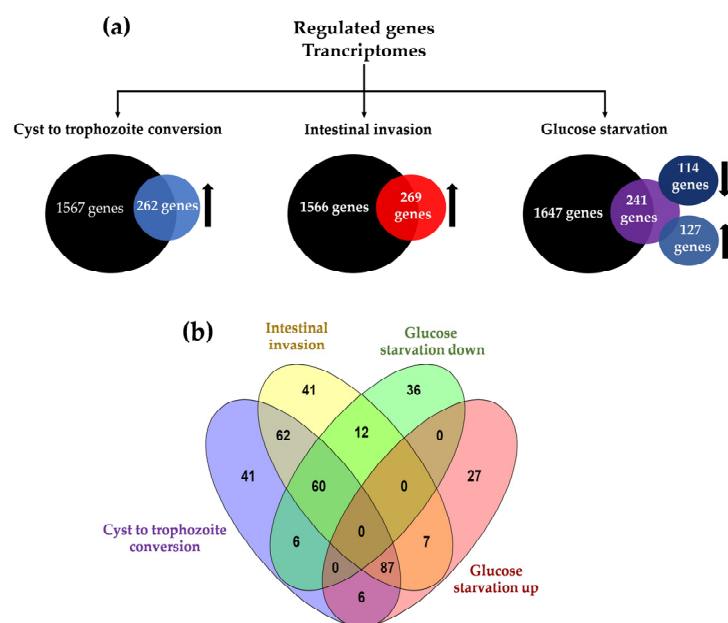 (a)
Regulated genes
Trancriptomes
Cyst to trophozoite conversion
Intestinal invasion
Glucose starvation
1567 genes
262 genes
1566 genes
269
genes
1647 genes
241
genes
114
genes
127
genes
(b)
Intestinal
invasion
Glucose
starvation down
41
36
62
12
0
41
27
60
0
Cyst to trophozoite
conversion
0
6
7
0
87
Glucose
starvation up
6